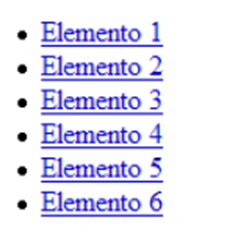 • Elemento 1
• Elemento 2
• Elemento 3
• Elemento 4
• Elemento 5
• Elemento 6